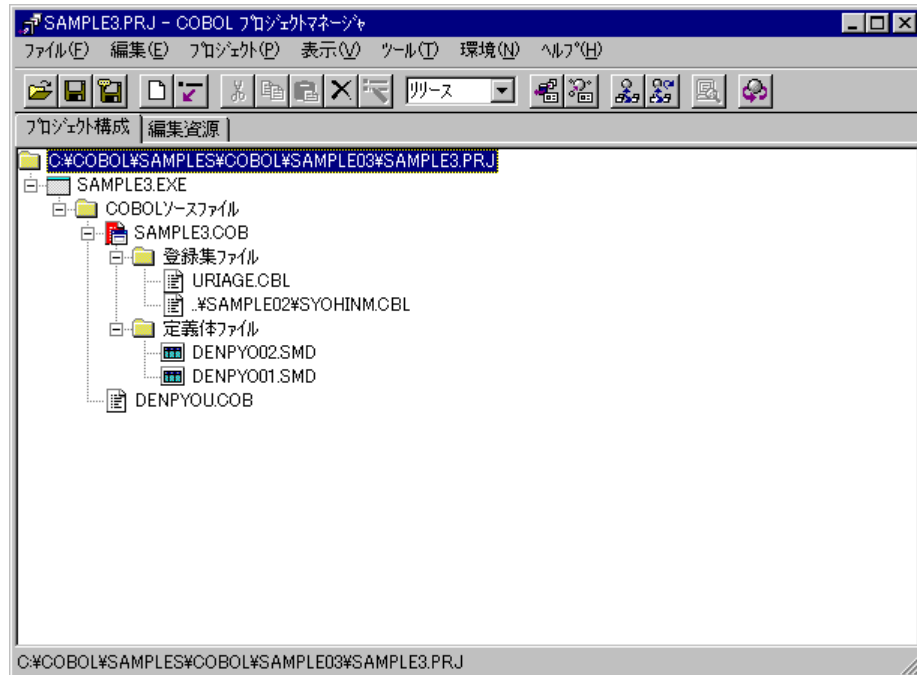 SAMPLE3.PRJ - COBOL ﾌﾟﾛｼﾞｪｸﾄﾏﾈｰｼﾞｬ
ﾌｧｲﾙ(F) 編集(E) ﾌﾟﾛｼﾞｪｸﾄ(P) 表示(V) ﾂｰﾙ(T) 環境(N) ﾍﾙﾌﾟ(H)
ﾘﾘｰｽ
ﾌﾟﾛｼﾞｪｸﾄ構成 編集資源
C:¥COBOL¥SAMPLES¥COBOL¥SAMPLE03¥SAMPLE3.PRJ
SAMPLE3.EXE
COBOLｿｰｽﾌｧｲﾙ
SAMPLE3.COB
登録集ﾌｧｲﾙ
URIAGE.CBL
..¥SAMPLE02¥SYOHINM.CBL
定義体ﾌｧｲﾙ
DENPYO02.SMD
DENPYO01.SMD
DENPYOU.COB
C:¥COBOL¥SAMPLES¥COBOL¥SAMPLE03¥SAMPLE3.PRJ